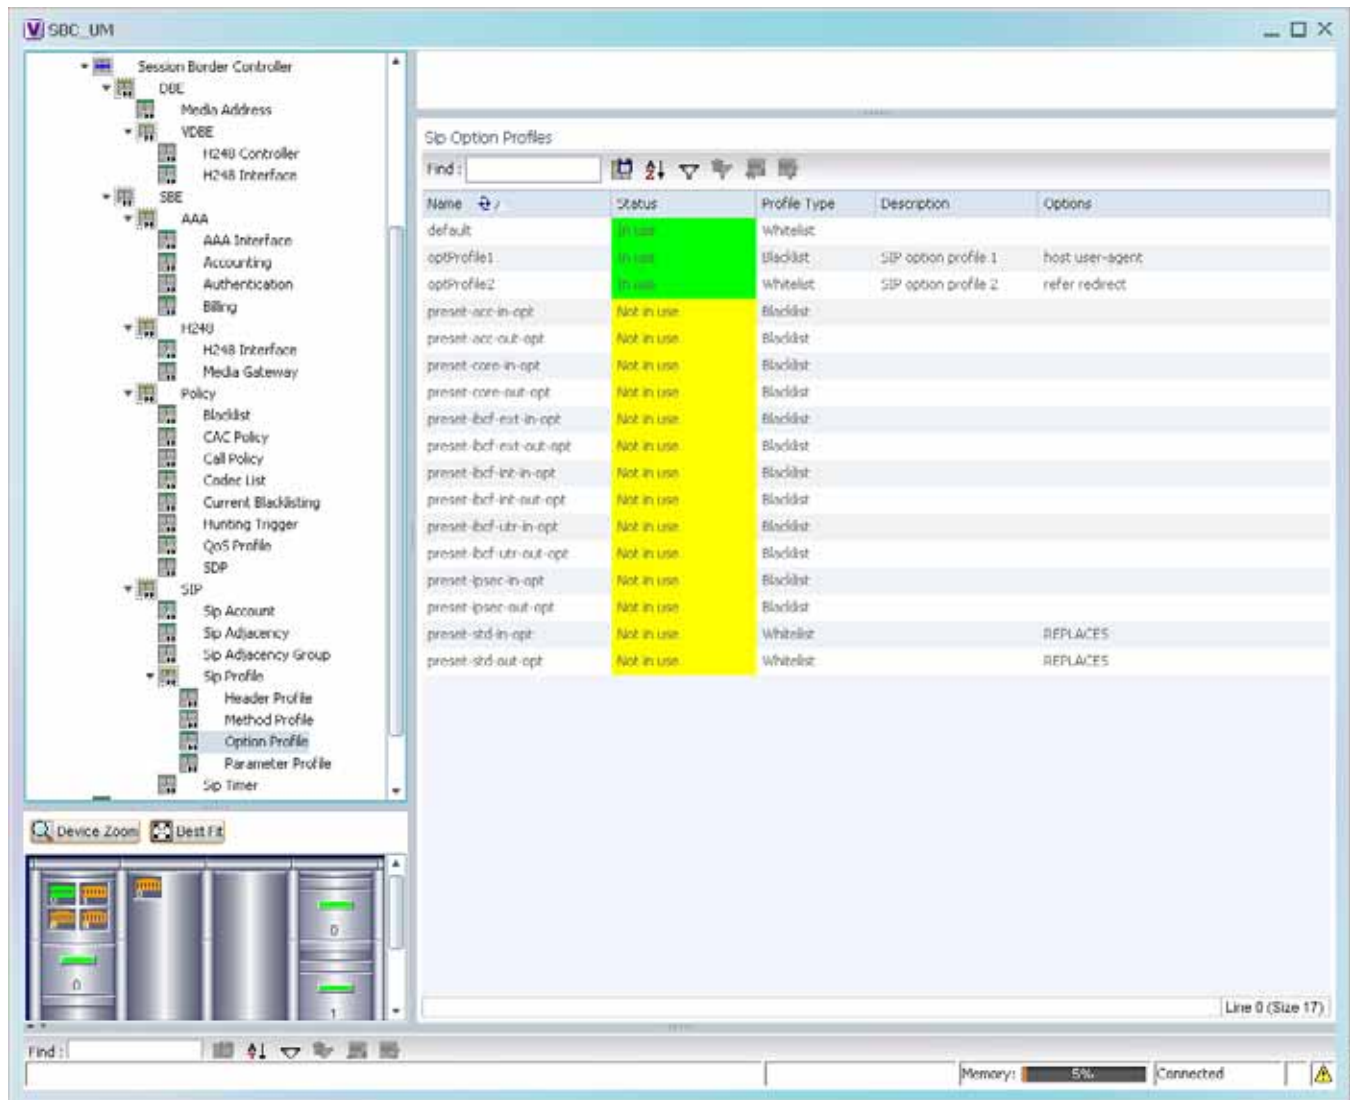 SBC_UM
Session Border Controller
DBE
Media Address
VDBE
H248 Controller
H248 Interface
SBE
AAA
AAA Interface
Accounting
Authentication
Billing
H248
H248 Interface
Media Gateway
Policy
Blacklist
CAC Policy
Call Policy
Codec List
Current Blacklisting
Hunting Trigger
QoS Profile
SDP
SIP
Sip Account
Sip Adjacency
Sip Adjacency Group
Sip Profile
Header Profile
Method Profile
Option Profile
Parameter Profile
Sip Timer
Device Zoom Best Fit
0
0
1
Sip Option Profiles
Find :
Name Status Profile Type Description Options
default In use Whitelist
optProfile1 In use Blacklist SIP option profile 1 host user-agent
optProfile2 In use Whitelist SIP option profile 2 refer redirect
preset-acc-in-opt Not in use Blacklist
preset-acc-out-opt Not in use Blacklist
preset-core-in-opt Not in use Blacklist
preset-core-out-opt Not in use Blacklist
preset-ibcf-ext-in-opt Not in use Blacklist
preset-ibcf-ext-out-opt Not in use Blacklist
preset-ibcf-int-in-opt Not in use Blacklist
preset-ibcf-int-out-opt Not in use Blacklist
preset-ibcf-utr-in-opt Not in use Blacklist
preset-ibcf-utr-out-opt Not in use Blacklist
preset-ipsec-in-opt Not in use Blacklist
preset-ipsec-out-opt Not in use Blacklist
preset-std-in-opt Not in use Whitelist REPLACES
preset-std-out-opt Not in use Whitelist REPLACES
Line 0 (Size 17)
Find :
Memory: 5% Connected